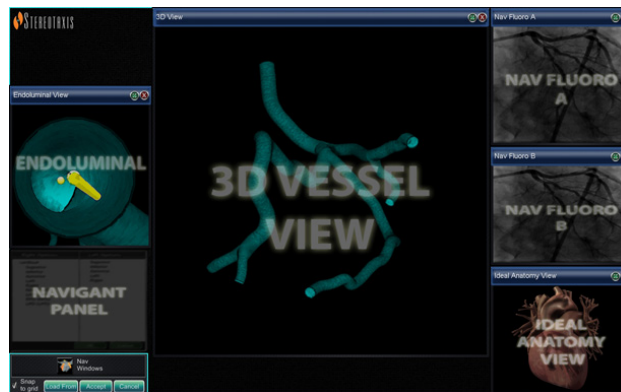 STEREOTAXIS
3D View
Nav Fluoro A
NAV FLUORO
A
Endoluminal View
ENDOLUMINAL
3D VESSEL
VIEW
Nav Fluoro B
NAV FLUORO
B
NAVIGANT
PANEL
Ideal Anatomy View
IDEAL
ANATOMY
VIEW
Nav
Windows
Snap
to grid
Load From
Accept
Cancel